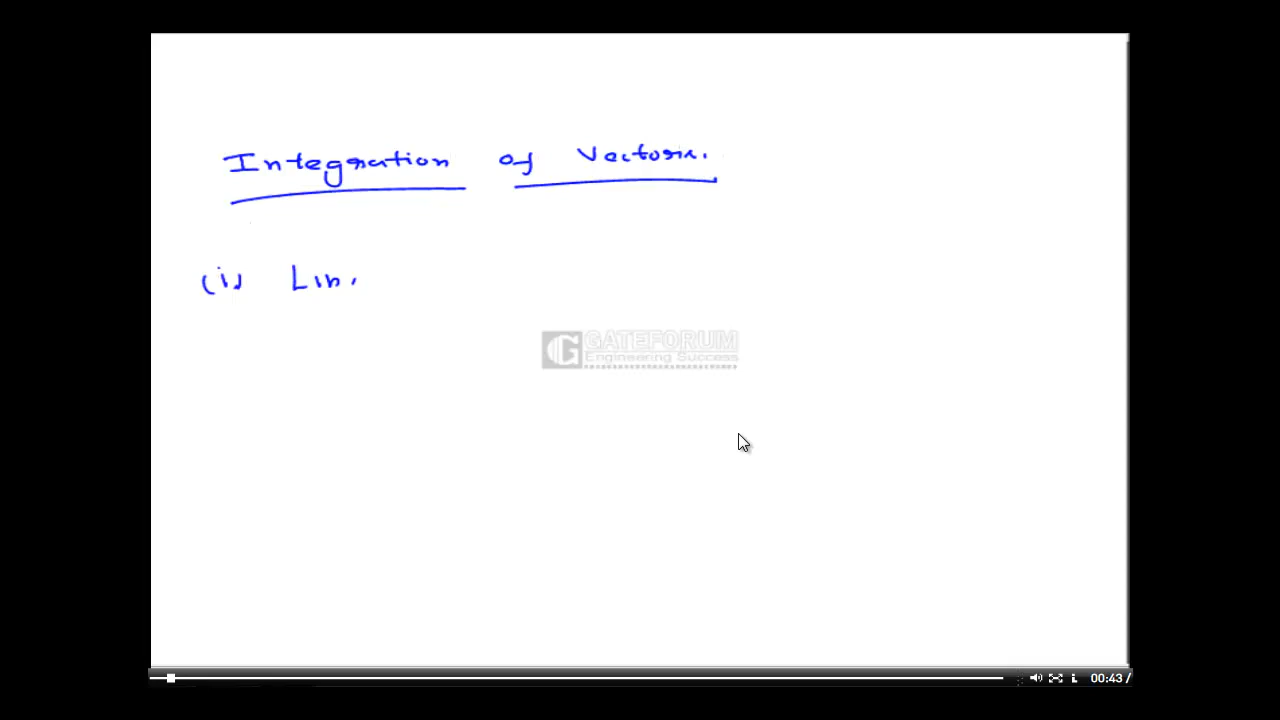 Integration of Vectors.
(i) Lin
GATEFORUM
Engineering Success
00:43 /